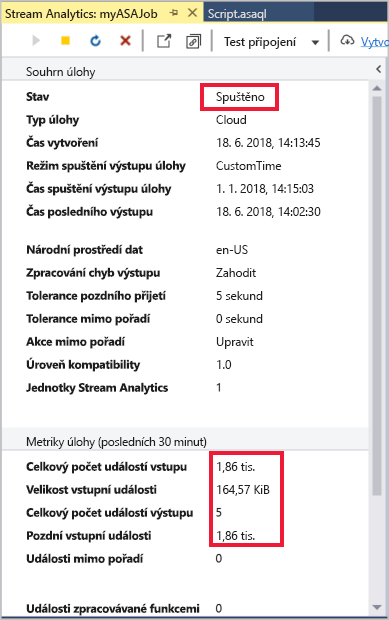 Stream Analytics: myASAJob Script.asaql
Test připojení Vytvo
Souhrn úlohy
Stav Spuštěno
Typ úlohy Cloud
Čas vytvoření 18. 6. 2018, 14:13:45
Režim spuštění výstupu úlohy CustomTime
Čas spuštění výstupu úlohy 1. 1. 2018, 14:15:03
Čas posledního výstupu 18. 6. 2018, 14:02:30
Národní prostředí dat en-US
Zpracování chyb výstupu Zahodit
Tolerance pozdního přijetí 5 sekund
Tolerance mimo pořadí 0 sekund
Akce mimo pořadí Upravit
Úroveň kompatibility 1.0
Jednotky Stream Analytics 1
Metriky úlohy (posledních 30 minut)
Celkový počet událostí vstupu 1,86 tis.
Velikost vstupní události 164,57 KiB
Celkový počet událostí výstupu 5
Pozdní vstupní události 1,86 tis.
Události mimo pořadí 0
Události zpracovávané funkcemi 0